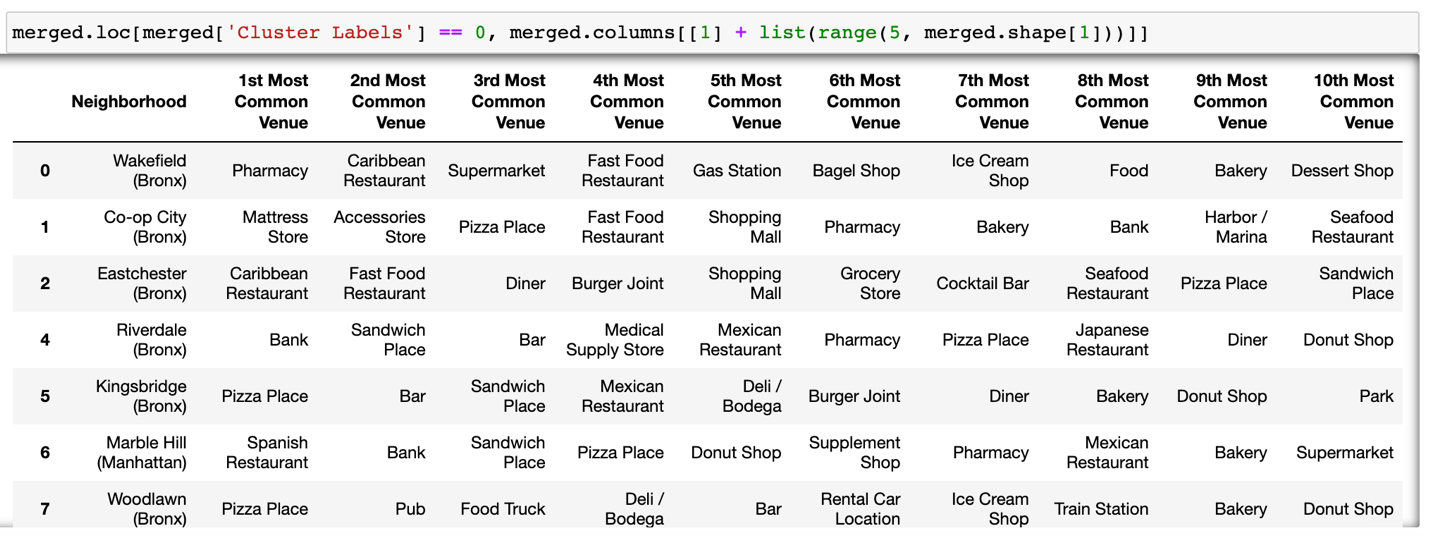 merged.loc[merged['Cluster Labels'] == 0, merged.columns[[1] + list(range(5, merged.shape[1]))]]
Neighborhood 1st Most Common Venue 2nd Most Common Venue 3rd Most Common Venue 4th Most Common Venue 5th Most Common Venue 6th Most Common Venue 7th Most Common Venue 8th Most Common Venue 9th Most Common Venue 10th Most Common Venue
0 Wakefield (Bronx) Pharmacy Caribbean Restaurant Supermarket Fast Food Restaurant Gas Station Bagel Shop Ice Cream Shop Food Bakery Dessert Shop
1 Co-op City (Bronx) Mattress Store Accessories Store Pizza Place Fast Food Restaurant Shopping Mall Pharmacy Bakery Bank Harbor / Marina Seafood Restaurant
2 Eastchester (Bronx) Caribbean Restaurant Fast Food Restaurant Diner Burger Joint Shopping Mall Grocery Store Cocktail Bar Seafood Restaurant Pizza Place Sandwich Place
4 Riverdale (Bronx) Bank Sandwich Place Bar Medical Supply Store Mexican Restaurant Pharmacy Pizza Place Japanese Restaurant Diner Donut Shop
5 Kingsbridge (Bronx) Pizza Place Bar Sandwich Place Mexican Restaurant Deli / Bodega Burger Joint Diner Bakery Donut Shop Park
6 Marble Hill (Manhattan) Spanish Restaurant Bank Sandwich Place Pizza Place Donut Shop Supplement Shop Pharmacy Mexican Restaurant Bakery Supermarket
7 Woodlawn (Bronx) Pizza Place Pub Food Truck Deli / Bodega Bar Rental Car Location Ice Cream Shop Train Station Bakery Donut Shop